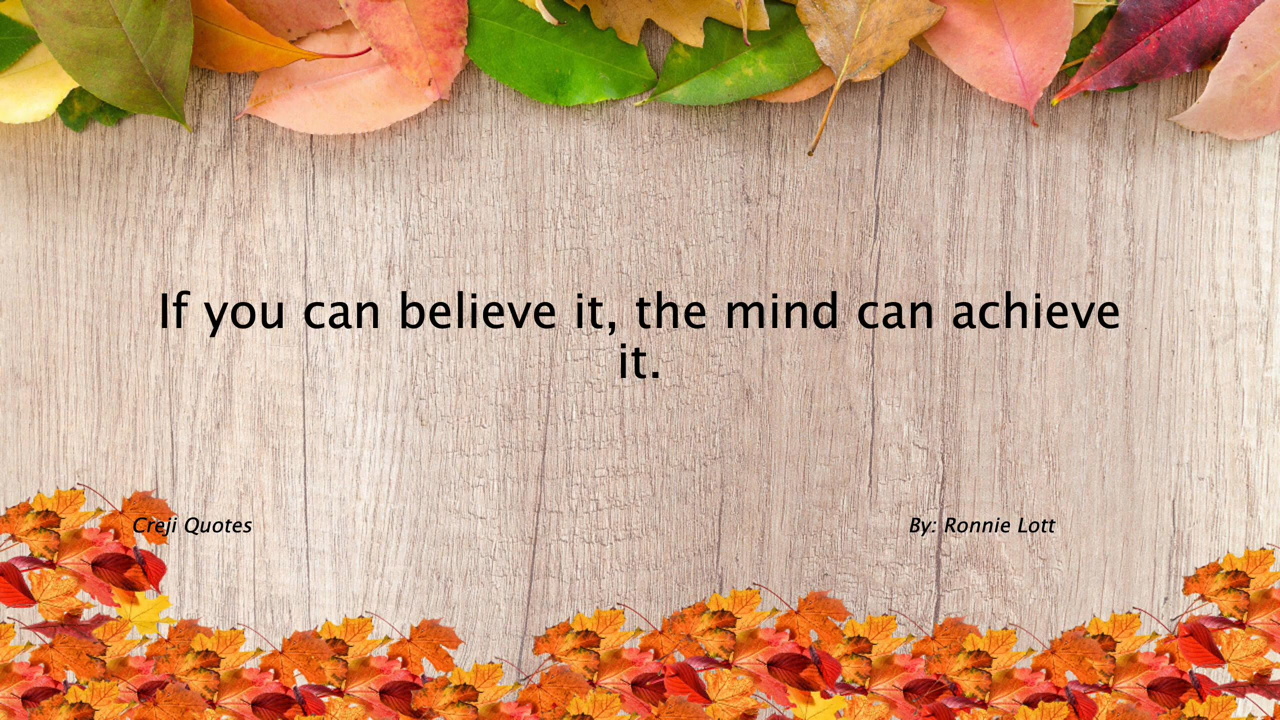 If you can believe it, the mind can achieve
it.
Creji Quotes
By: Ronnie Lott